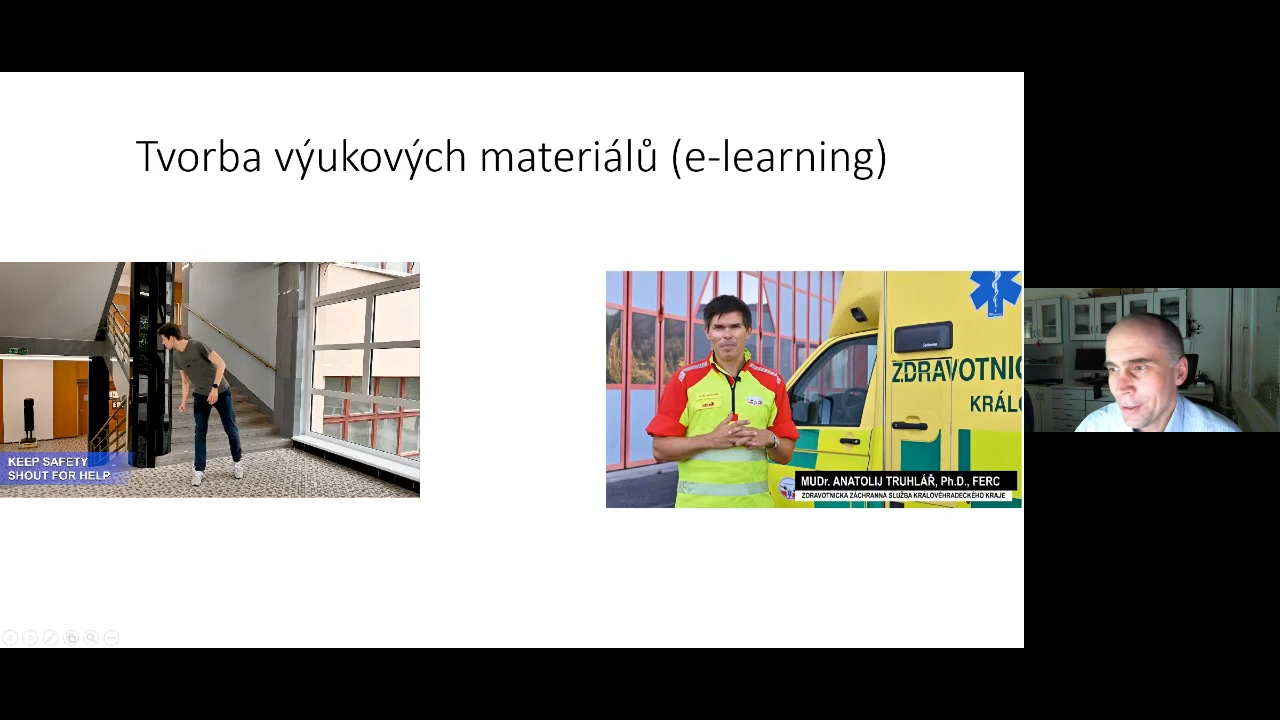 Tvorba výukových materiálů (e-learning)
KEEP SAFETY
SHOUT FOR HELP
ZDRAVOTNIC
KRÁLO
MUDr. ANATOLIJ TRUHLÁŘ, Ph.D., FERC
ZDRAVOTNICKÁ ZÁCHRANNÁ SLUŽBA KRÁLOVÉHRADECKÉHO KRAJE